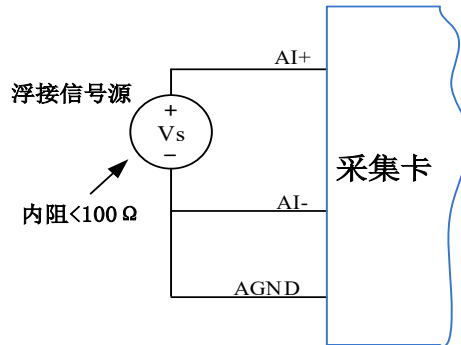 AI+
浮接信号源
+
Vs
−
采集卡
内阻<100Ω
AI-
AGND